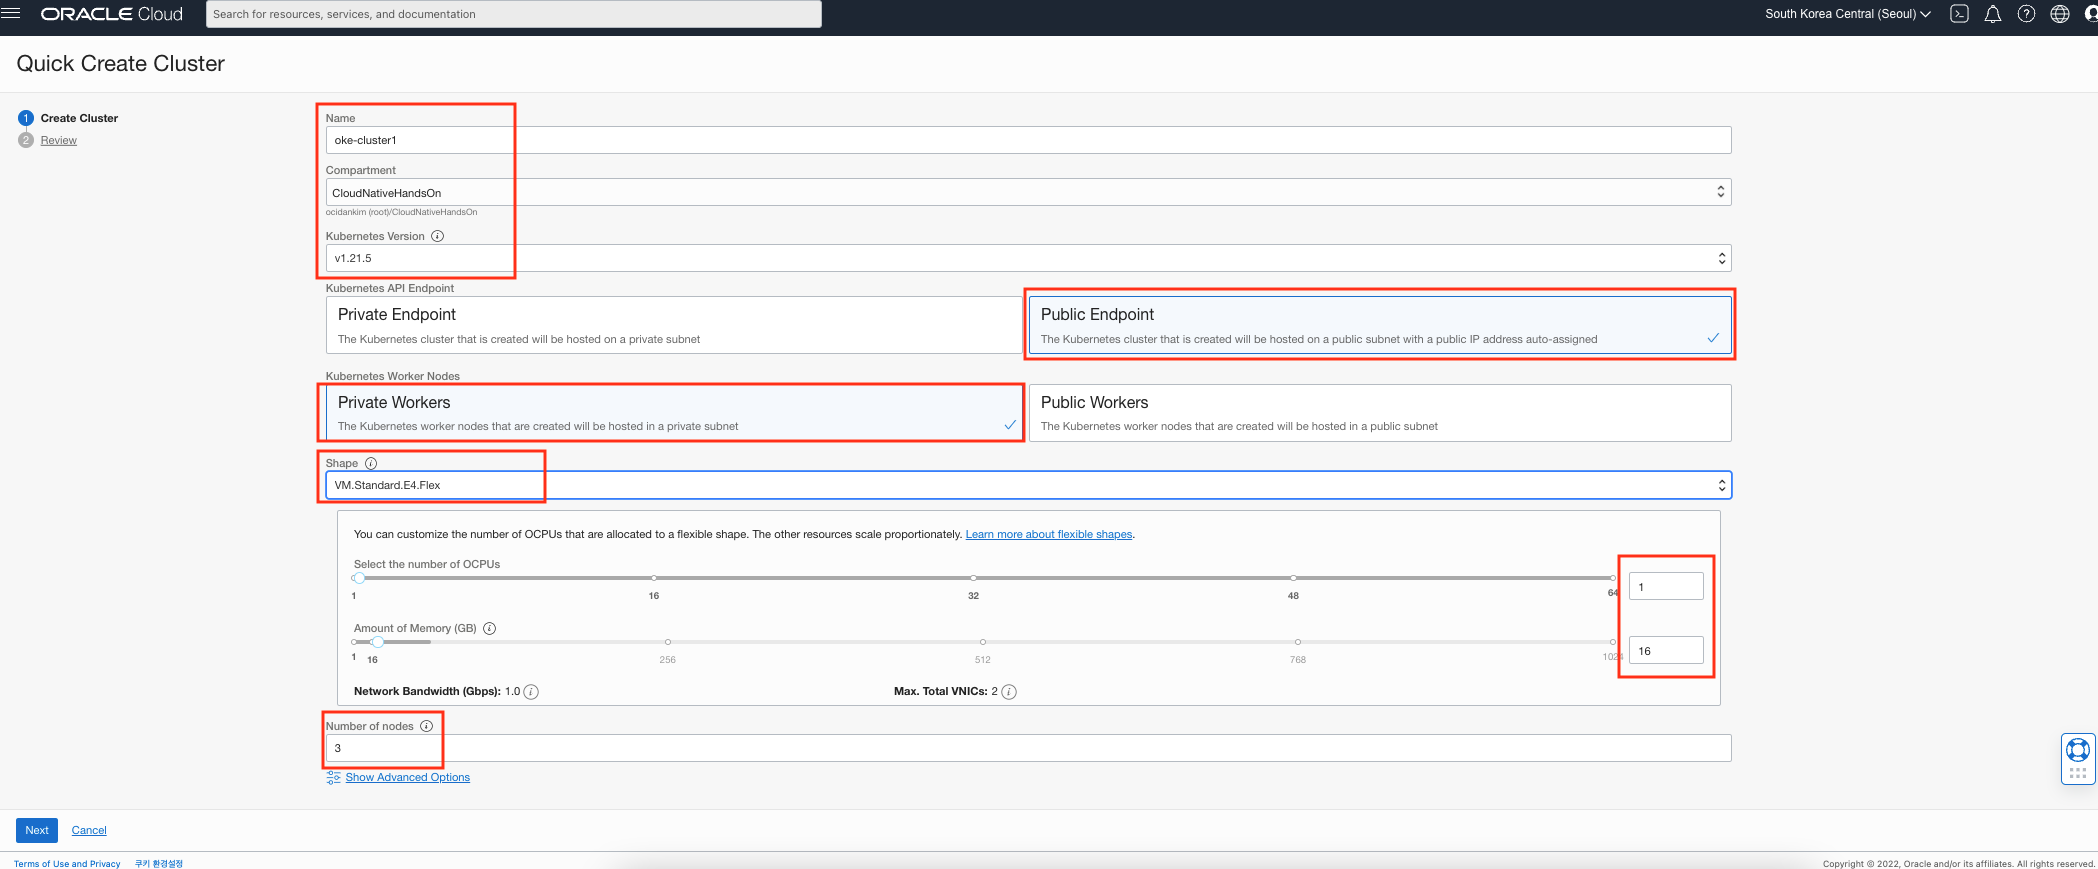 ORACLE Cloud
Search for resources, services, and documentation
South Korea Central (Seoul)
Quick Create Cluster
1 Create Cluster
2 Review
Name
oke-cluster1
Compartment
CloudNativeHandsOn
ocidankim (root)/CloudNativeHandsOn
Kubernetes Version
v1.21.5
Kubernetes API Endpoint
Private Endpoint
The Kubernetes cluster that is created will be hosted on a private subnet
Public Endpoint
The Kubernetes cluster that is created will be hosted on a public subnet with a public IP address auto-assigned
Kubernetes Worker Nodes
Private Workers
The Kubernetes worker nodes that are created will be hosted in a private subnet
Public Workers
The Kubernetes worker nodes that are created will be hosted in a public subnet
Shape
VM.Standard.E4.Flex
You can customize the number of OCPUs that are allocated to a flexible shape. The other resources scale proportionately. Learn more about flexible shapes.
Select the number of OCPUs
1 16 32 48 64
1
Amount of Memory (GB)
1 16 256 512 768 1024
16
Network Bandwidth (Gbps): 1.0
Max. Total VNICs: 2
Number of nodes
3
Show Advanced Options
Next Cancel
Terms of Use and Privacy 쿠키 환경설정
Copyright © 2022, Oracle and/or its affiliates. All rights reserved.